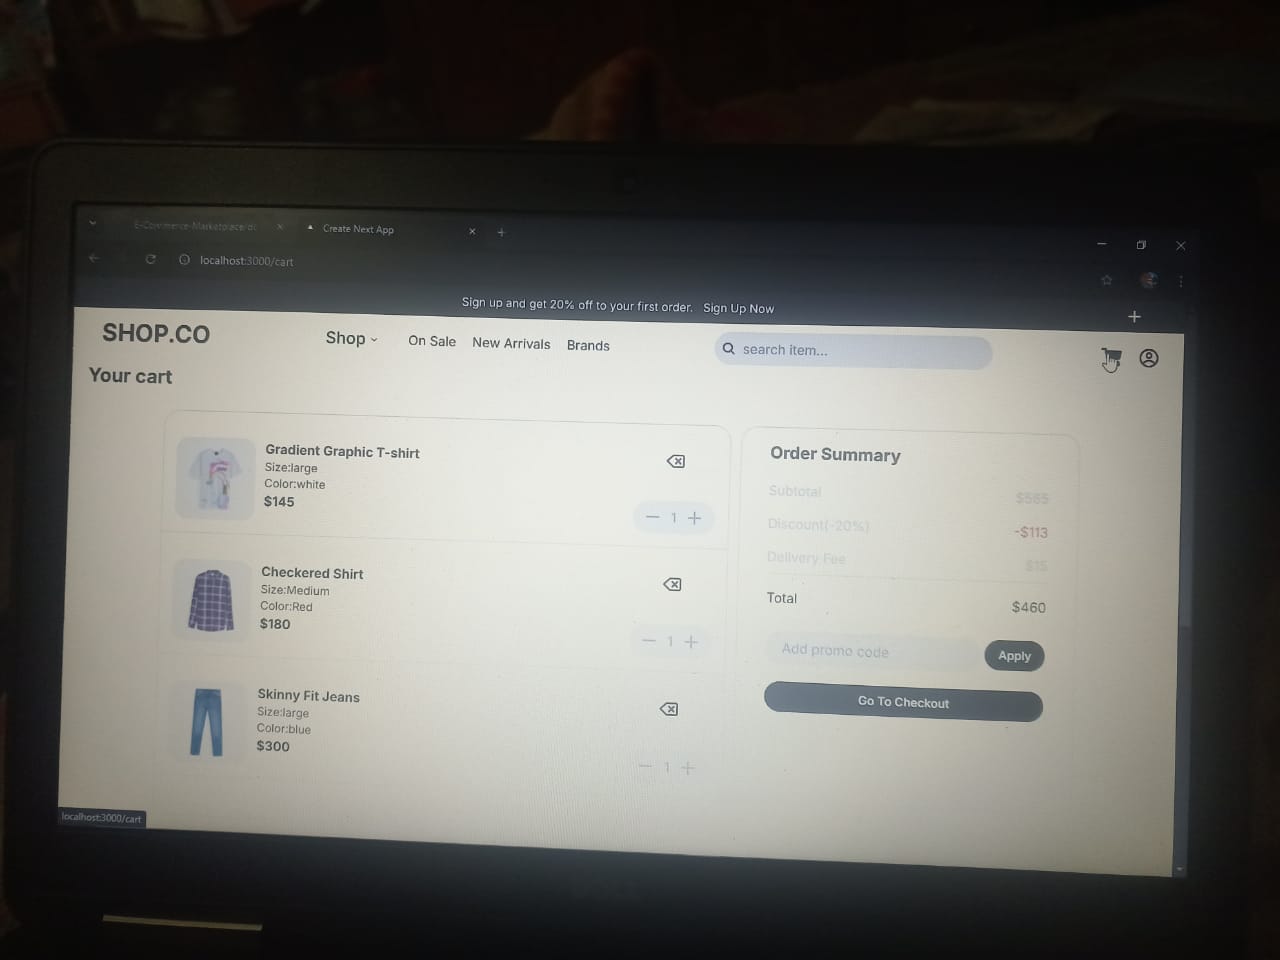 E-Commerce-Marketplace/dc
Create Next App
localhost:3000/cart
Sign up and get 20% off to your first order. Sign Up Now
SHOP.CO
Shop
On Sale
New Arrivals
Brands
search item...
Your cart
Gradient Graphic T-shirt
Size:large
Color:white
$145
1
Checkered Shirt
Size:Medium
Color:Red
$180
1
Skinny Fit Jeans
Size:large
Color:blue
$300
1
Order Summary
Subtotal $565
Discount(-20%) -$113
Delivery Fee $15
Total $460
Add promo code
Apply
Go To Checkout
localhost:3000/cart